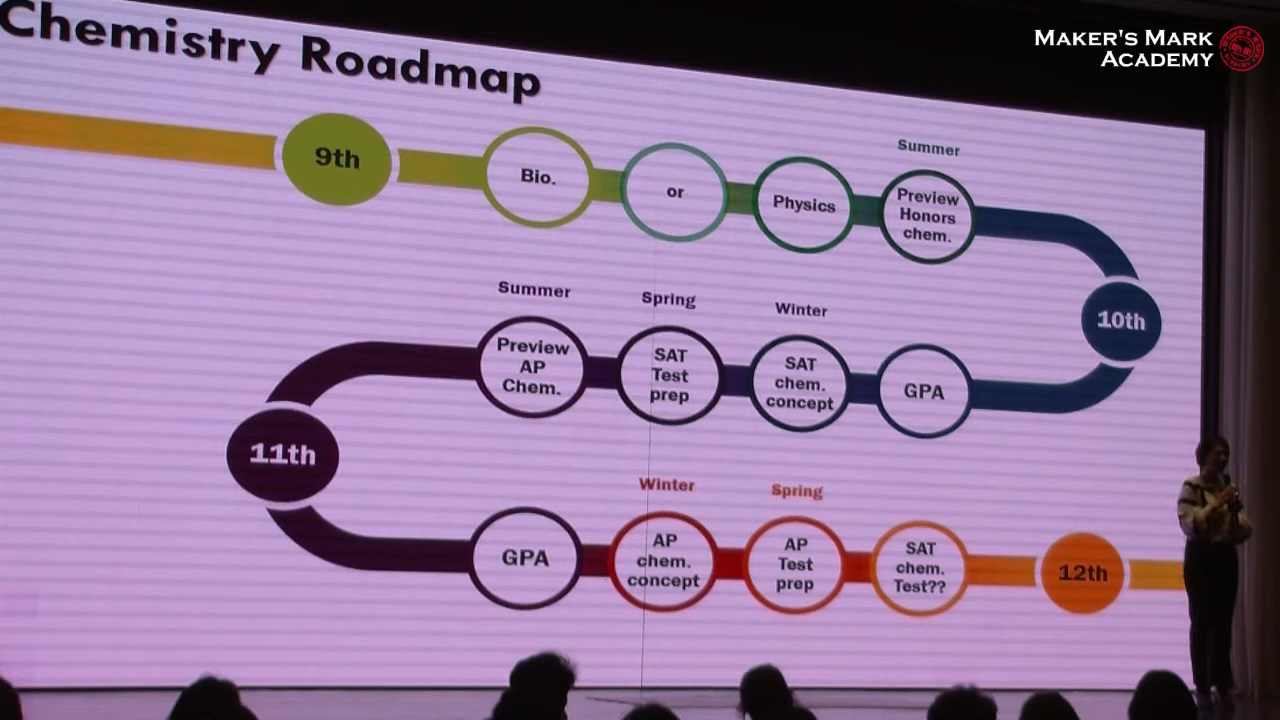 Chemistry Roadmap
MAKER'S MARK
ACADEMY
9th
Bio.
or
Physics
Summer
Preview
Honors
chem.
10th
GPA
Winter
SAT
chem.
concept
Spring
SAT
Test
prep
Summer
Preview
AP
Chem.
11th
GPA
Winter
AP
chem.
concept
Spring
AP
Test
prep
SAT
chem.
Test??
12th